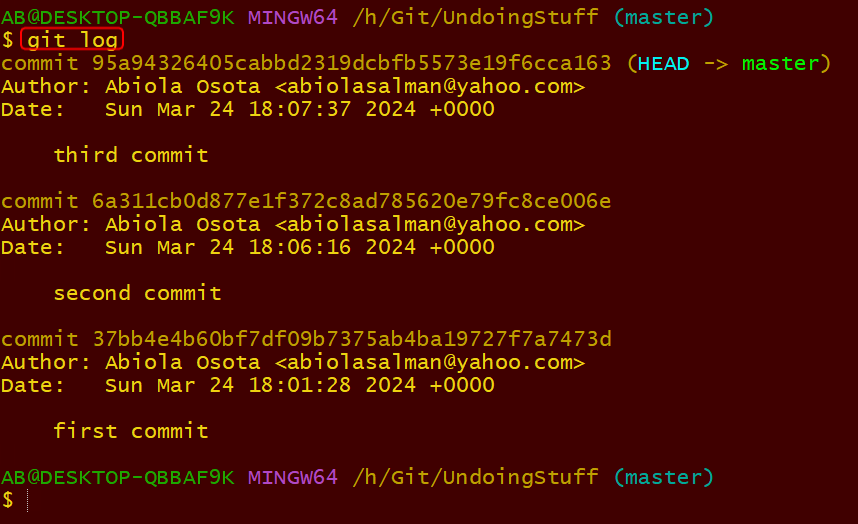 AB@DESKTOP-QBBAF9K MINGW64 /h/Git/UndoingStuff (master)
$ git log
commit 95a94326405cabbd2319dcbfb5573e19f6cca163 (HEAD -> master)
Author: Abiola Osota <abiolasalman@yahoo.com>
Date:   Sun Mar 24 18:07:37 2024 +0000
third commit
commit 6a311cb0d877e1f372c8ad785620e79fc8ce006e
Author: Abiola Osota <abiolasalman@yahoo.com>
Date:   Sun Mar 24 18:06:16 2024 +0000
second commit
commit 37bb4e4b60bf7df09b7375ab4ba19727f7a7473d
Author: Abiola Osota <abiolasalman@yahoo.com>
Date:   Sun Mar 24 18:01:28 2024 +0000
first commit
AB@DESKTOP-QBBAF9K MINGW64 /h/Git/UndoingStuff (master)
$